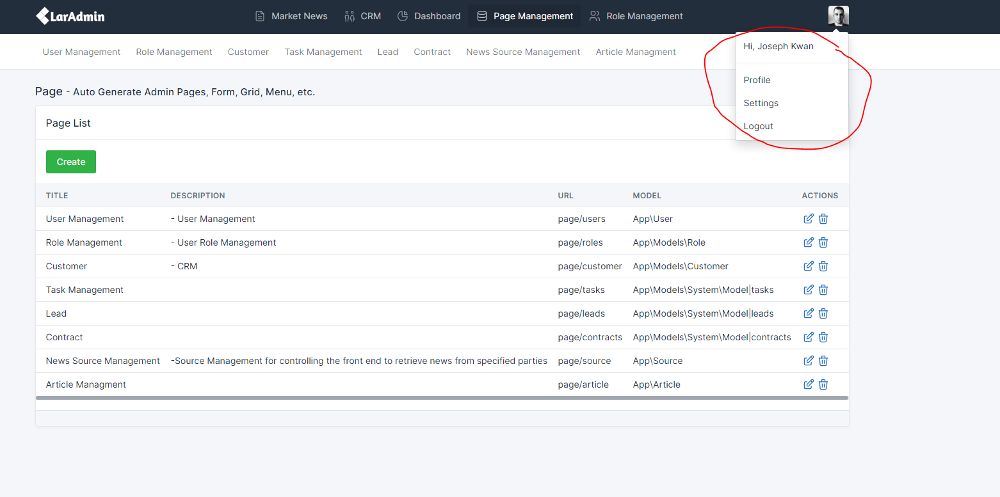 LarAdmin Market News CRM Dashboard Page Management Role Management
User Management Role Management Customer Task Management Lead Contract News Source Management Article Managment
Hi, Joseph Kwan
Profile
Settings
Logout
Page - Auto Generate Admin Pages, Form, Grid, Menu, etc.
Page List
Create
TITLE DESCRIPTION URL MODEL ACTIONS
User Management - User Management page/users App\User
Role Management - User Role Management page/roles App\Models\Role
Customer - CRM page/customer App\Models\Customer
Task Management page/tasks App\Models\System\Model|tasks
Lead page/leads App\Models\System\Model|leads
Contract page/contracts App\Models\System\Model|contracts
News Source Management -Source Management for controlling the front end to retrieve news from specified parties page/source App\Source
Article Managment page/article App\Article